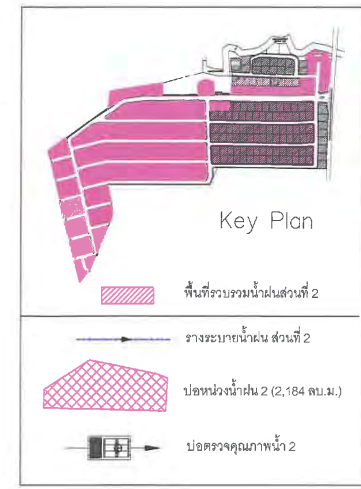 Key Plan
พื้นที่รวบรวมน้ำฝนส่วนที่ 2
รางระบายน้ำฝน ส่วนที่ 2
บ่อหน่วงน้ำฝน 2 (2,184 ลบ.ม.)
บ่อตรวจคุณภาพน้ำ 2